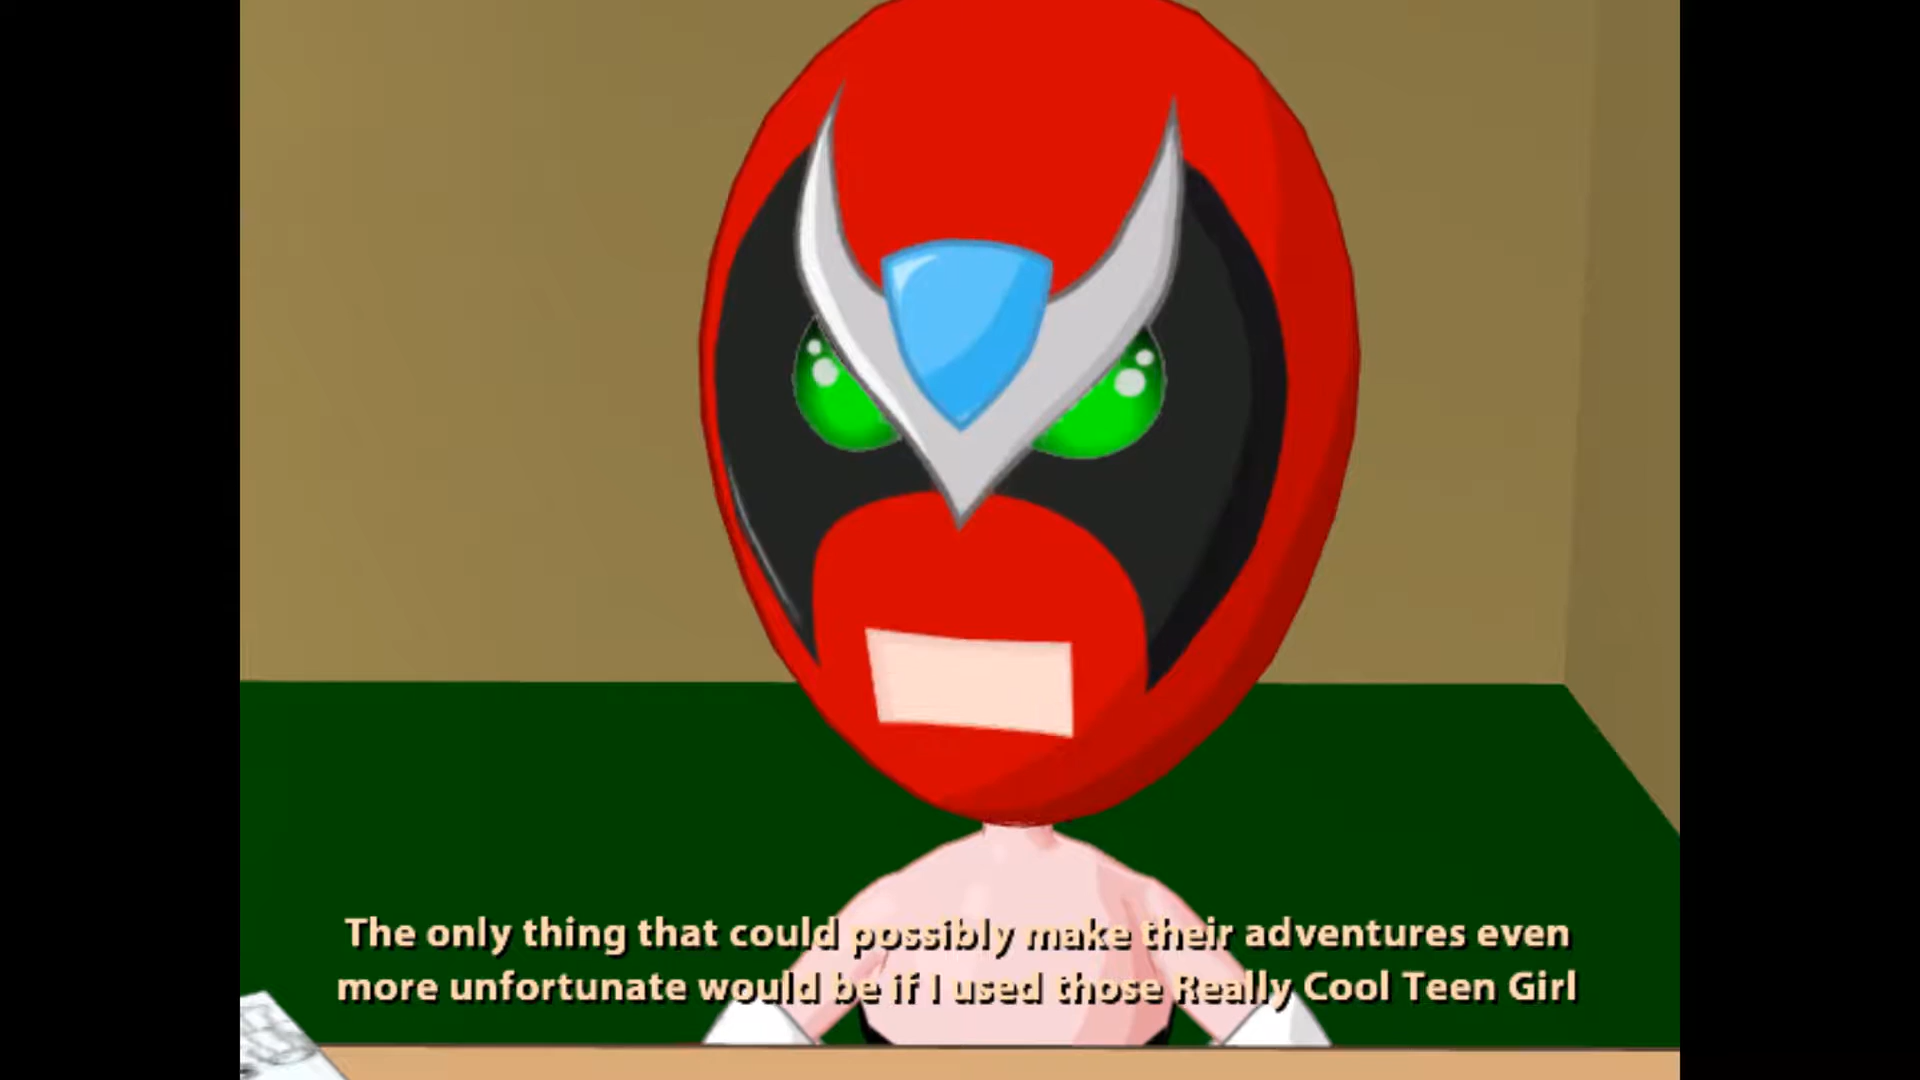 The only thing that could possibly make their adventures even
more unfortunate would be if I used those Really Cool Teen Girl